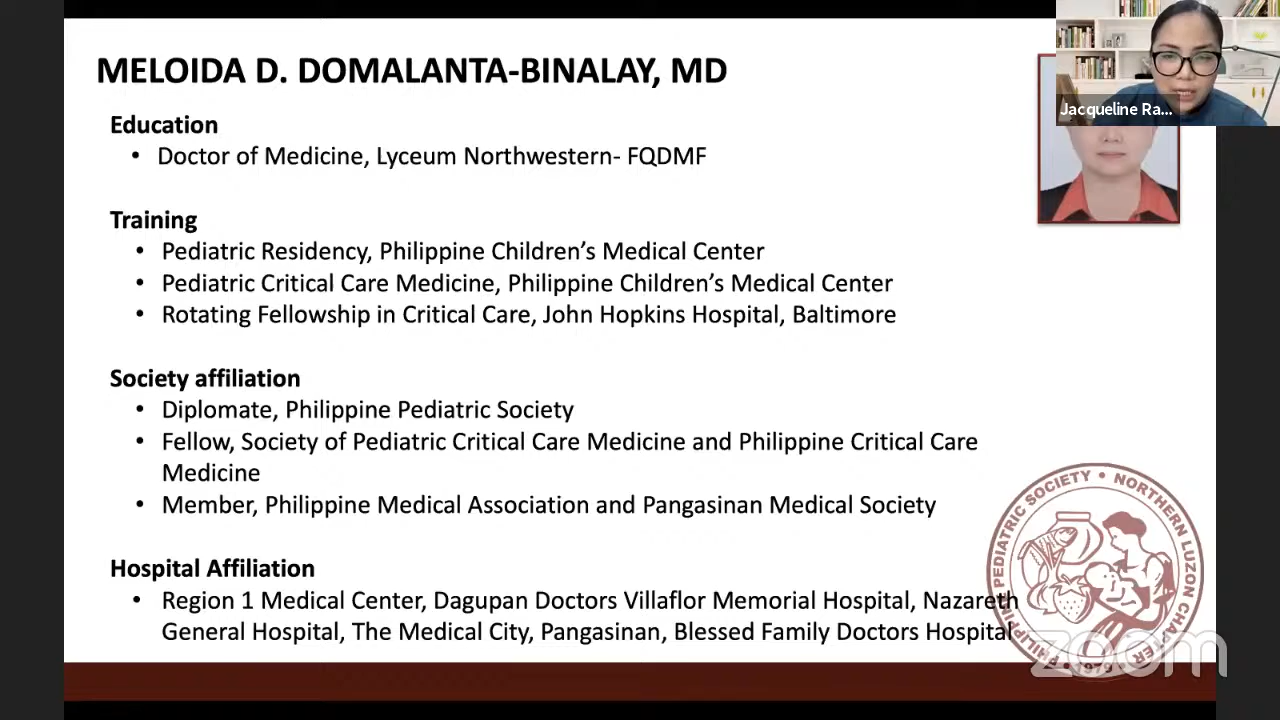 MELOIDA D. DOMALANTA-BINALAY, MD
Jacqueline Ra...
Education
• Doctor of Medicine, Lyceum Northwestern- FQDMF
Training
• Pediatric Residency, Philippine Children’s Medical Center
• Pediatric Critical Care Medicine, Philippine Children’s Medical Center
• Rotating Fellowship in Critical Care, John Hopkins Hospital, Baltimore
Society affiliation
• Diplomate, Philippine Pediatric Society
• Fellow, Society of Pediatric Critical Care Medicine and Philippine Critical Care
Medicine
• Member, Philippine Medical Association and Pangasinan Medical Society
Hospital Affiliation
• Region 1 Medical Center, Dagupan Doctors Villaflor Memorial Hospital, Nazareth
General Hospital, The Medical City, Pangasinan, Blessed Family Doctors Hospital
PHILIPPINE PEDIATRIC SOCIETY • NORTHERN LUZON CHAPTER
zoom